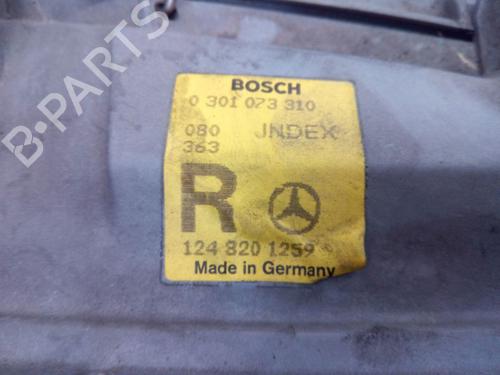 B-PARTS
BOSCH
0 301 073 310
080 JNDEX
363
R
124 820 1259
Made in Germany